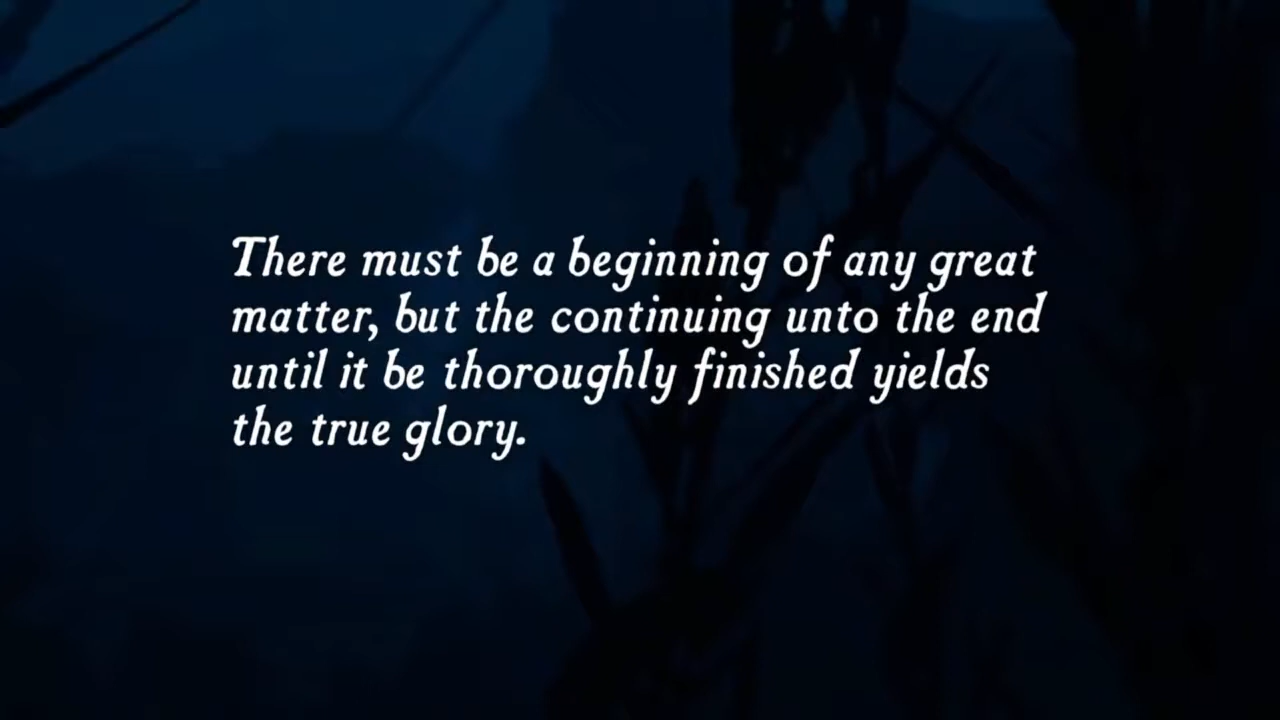 There must be a beginning of any great
matter, but the continuing unto the end
until it be thoroughly finished yields
the true glory.